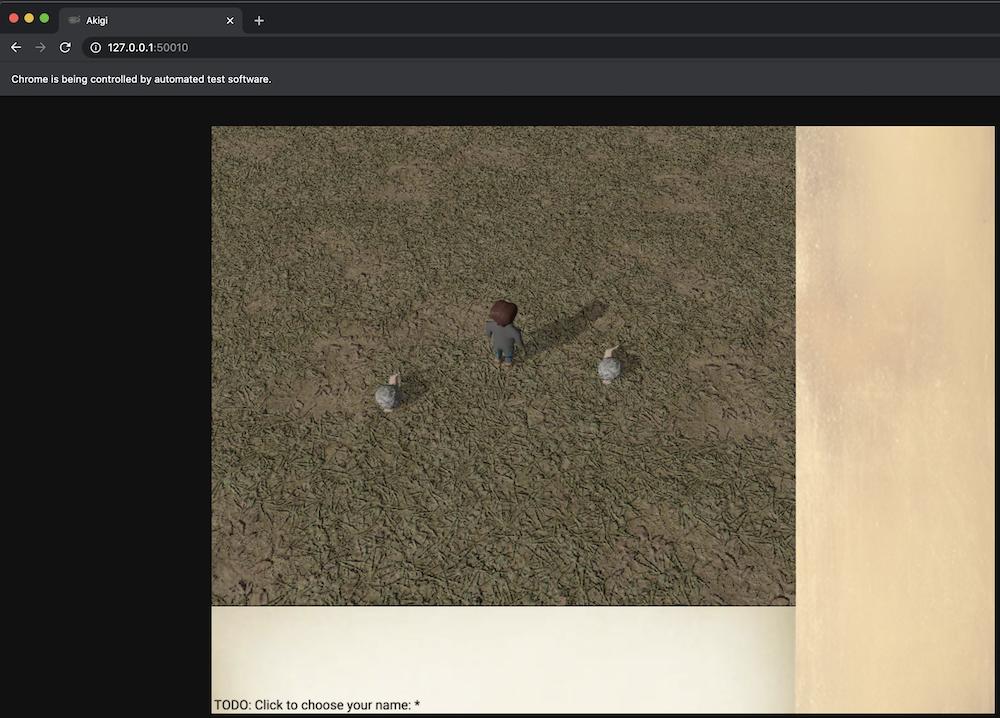 Akigi
127.0.0.1:50010
Chrome is being controlled by automated test software.
TODO: Click to choose your name: *